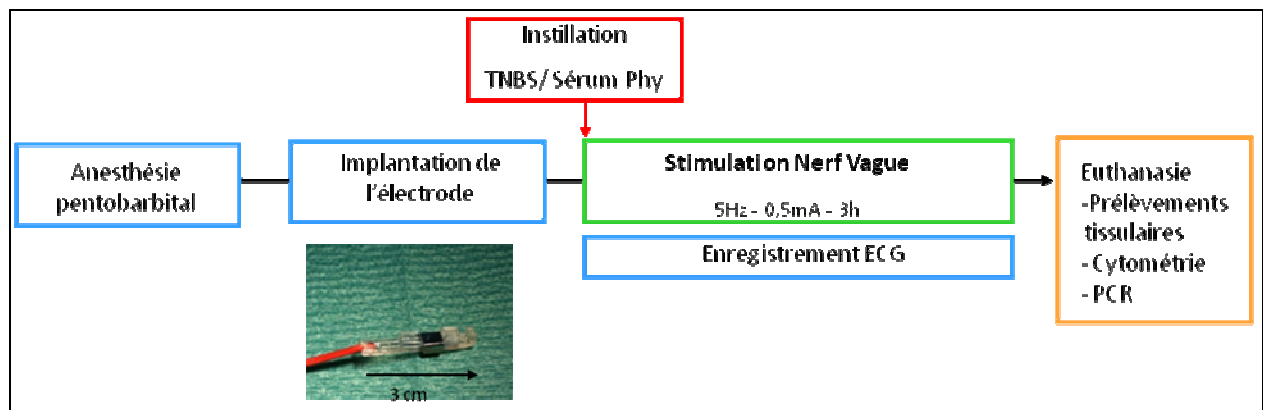 Instillation
TNBS/ Sérum Phy
Anesthésie
pentobarbital
Implantation de
l'électrode
Stimulation Nerf Vague
5Hz - 0,5mA - 3h
Enregistrement ECG
Euthanasie
-Prélèvements
tissulaires
- Cytométrie
- PCR
3 cm